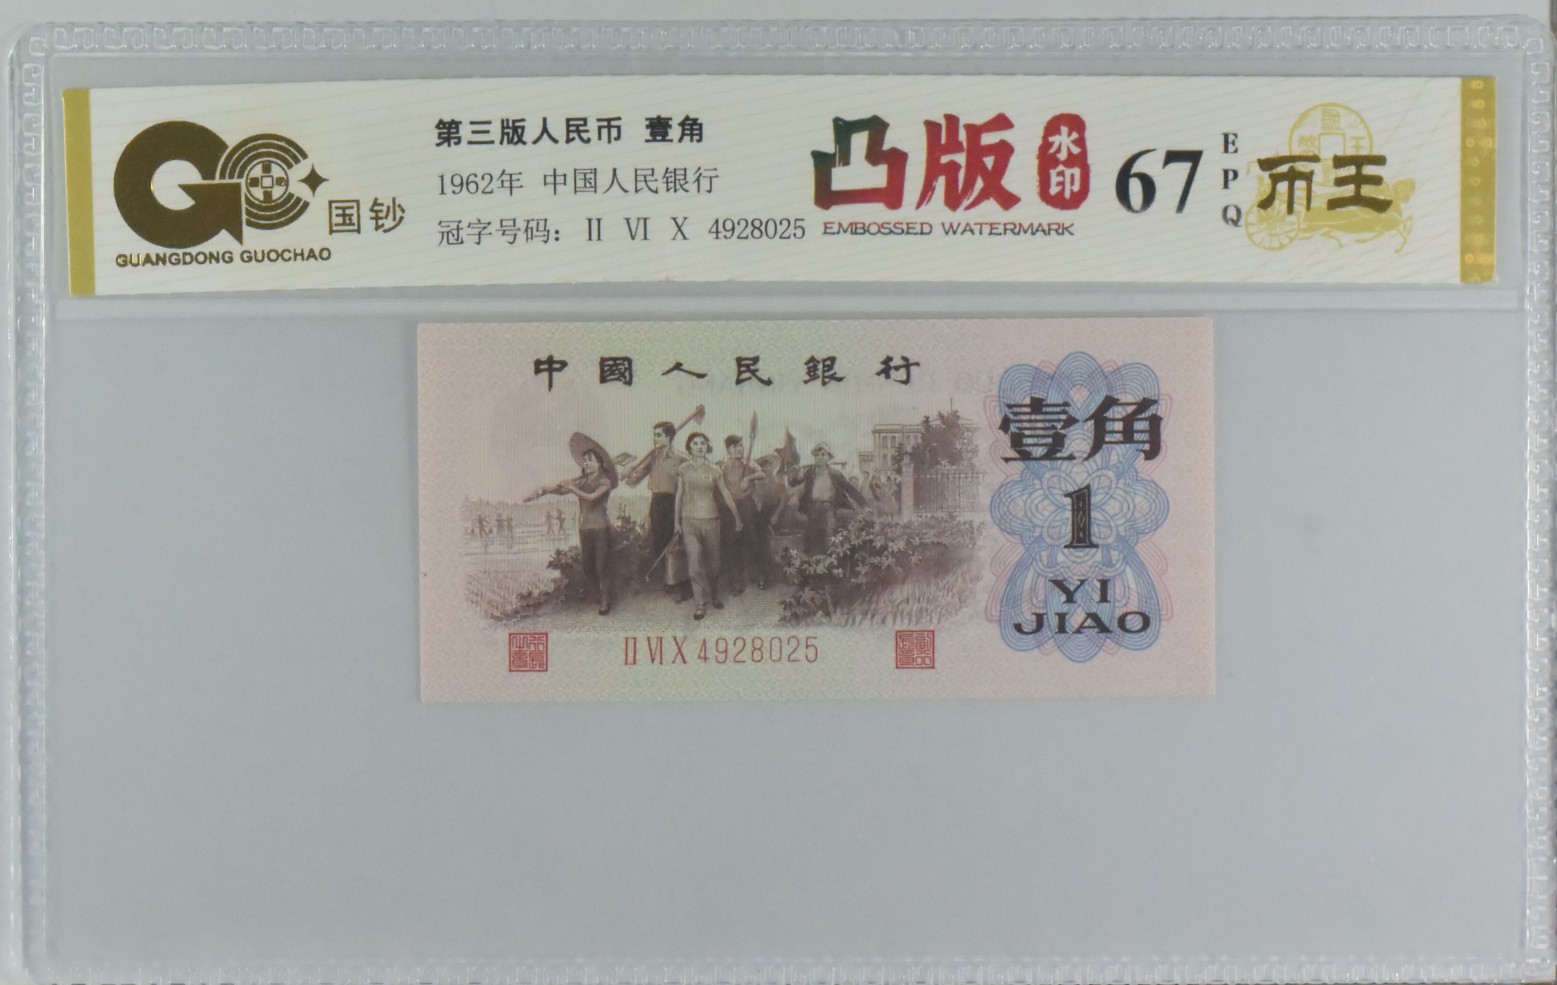 国钞
GUANGDONG GUOCHAO
第三版人民币 壹角
1962年 中国人民银行
冠字号码： II VI X 4928025
凸版
水印
EMBOSSED WATERMARK
67
EPQ
币王
中國人民銀行
壹角
1
YI
JIAO
II VI X 4928025